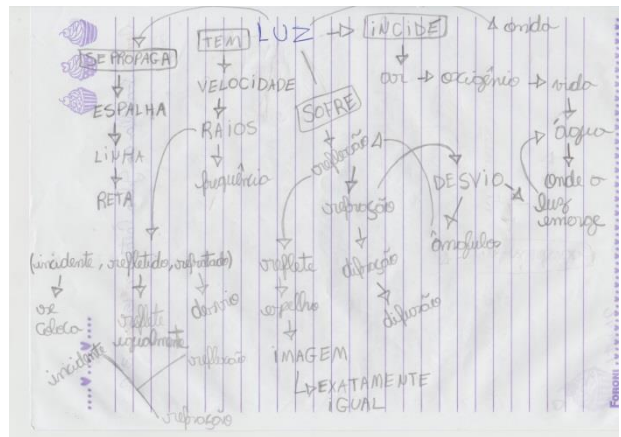 LUZ → INCIDE
onda
SE PROPAGA
TEM
ar → oxigênio → vida
VELOCIDADE
ESPALHA
SOFRE
RAIOS
água
LINHA
reflexão
frequência
DESVIO
onde a
luz
emerge
RETA
refração
ângulos
(incidente, refletido, refratado)
reflete
difração
se
coloca
reflete
igualmente
desvio
espelho
difusão
incidente
reflexão
IMAGEM
EXATAMENTE
IGUAL
refração
FORONI